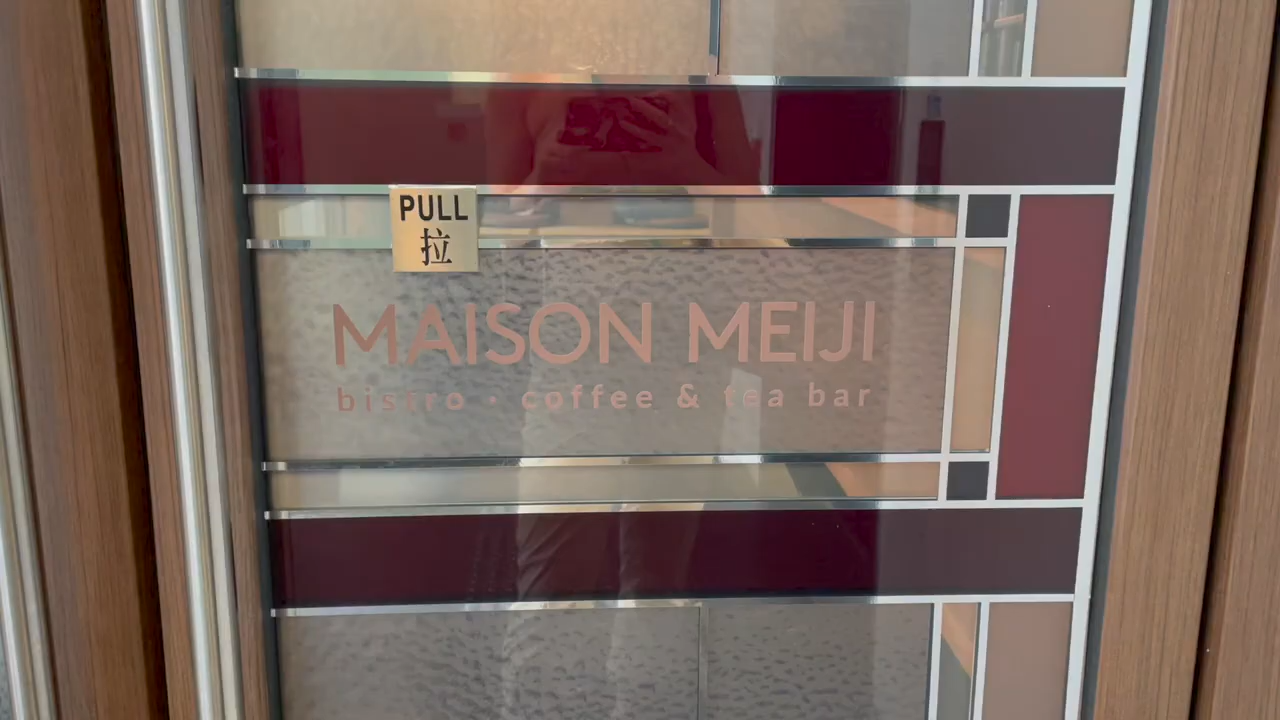 PULL
拉
MAISON MEIJI
bistro • coffee & tea bar